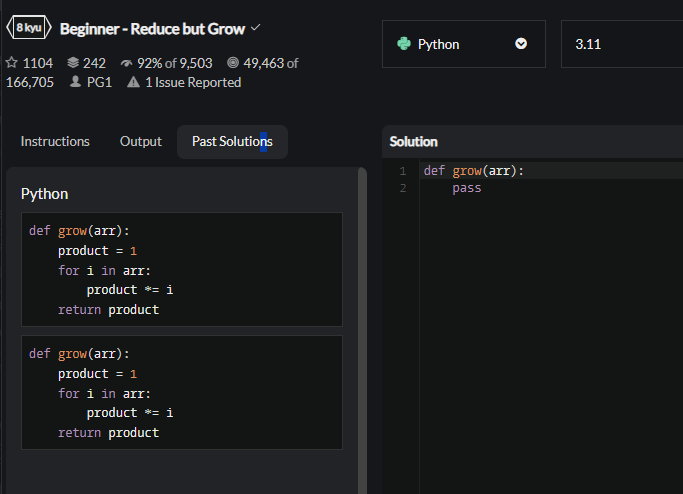 8 kyu Beginner - Reduce but Grow
1104 242 92% of 9,503 49,463 of
166,705 PG1 1 Issue Reported
Instructions Output Past Solutions
Python
def grow(arr):
    product = 1
    for i in arr:
        product *= i
    return product
def grow(arr):
    product = 1
    for i in arr:
        product *= i
    return product
Python 3.11
Solution
1 def grow(arr):
2     pass